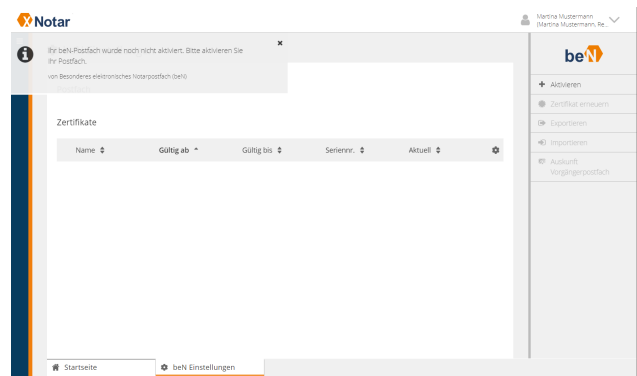 XNotar
Martina Mustermann
(Martina Mustermann, Re...
Ihr beN-Postfach wurde noch nicht aktiviert. Bitte aktivieren Sie
Ihr Postfach.
von Besonderes elektronisches Notarpostfach (beN)
Zertifikate
Name Gültig ab Gültig bis Seriennr. Aktuell
beN
Aktivieren
Zertifikat erneuern
Exportieren
Importieren
Auskunft
Vorgängerpostfach
Startseite beN Einstellungen